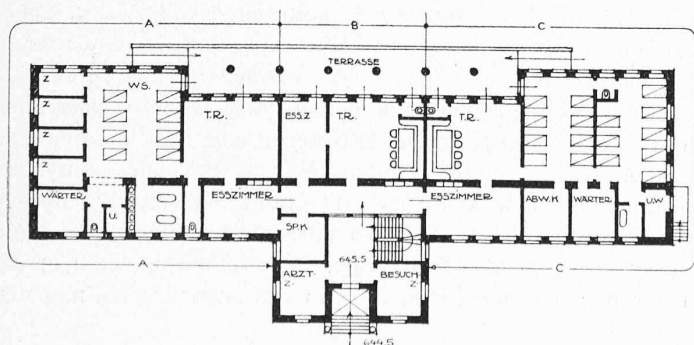 A B C
TERRASSE
Z
W.S.
T.R. ESS.Z T.R. T.R.
Z
Z
Z
WÄRTER U. ESSZIMMER ESSZIMMER ABW.K WÄRTER U.W
SP.K
A 645.5 C
ARZT-
Z.
BESUCH
Z.
644.5